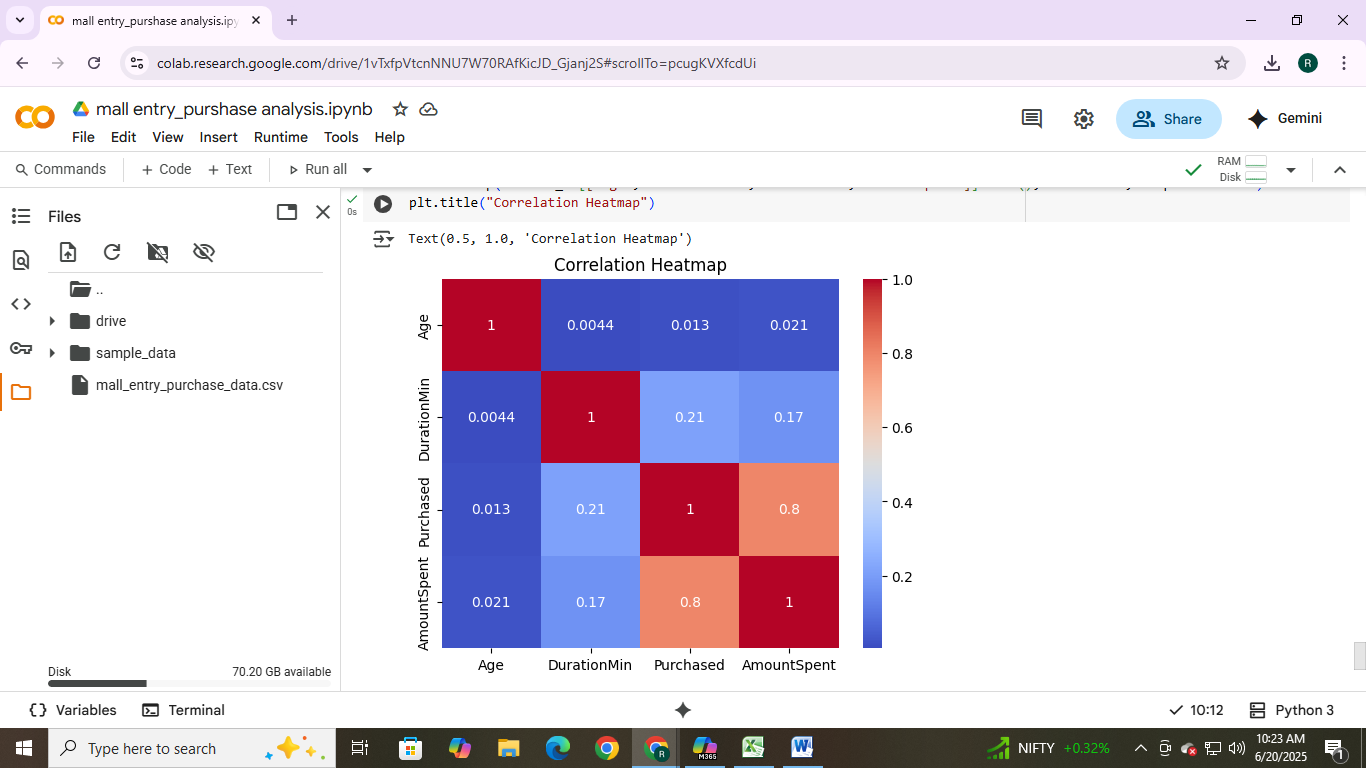 mall entry_purshase analysis.ipy
colab.research.google.com/drive/1vTxfpVtcnNNU7W70RAfKicJD_Gjanj2S#scrollTo=pcugKVXfcdUi
R
mall entry_purshase analysis.ipynb
Share
Gemini
File Edit View Insert Runtime Tools Help
Commands + Code + Text Run all
RAM
Disk
Files
..
drive
sample_data
mall_entry_purchase_data.csv
Disk 70.20 GB available
0s
plt.title("Correlation Heatmap")
Text(0.5, 1.0, 'Correlation Heatmap')
Correlation Heatmap
Age 1 0.0044 0.013 0.021
DurationMin 0.0044 1 0.21 0.17
Purchased 0.013 0.21 1 0.8
AmountSpent 0.021 0.17 0.8 1
Age DurationMin Purchased AmountSpent
1.0
0.8
0.6
0.4
0.2
Variables Terminal
10:12 Python 3
Type here to search
M365
R
NIFTY +0.32%
10:23 AM
6/20/2025
1